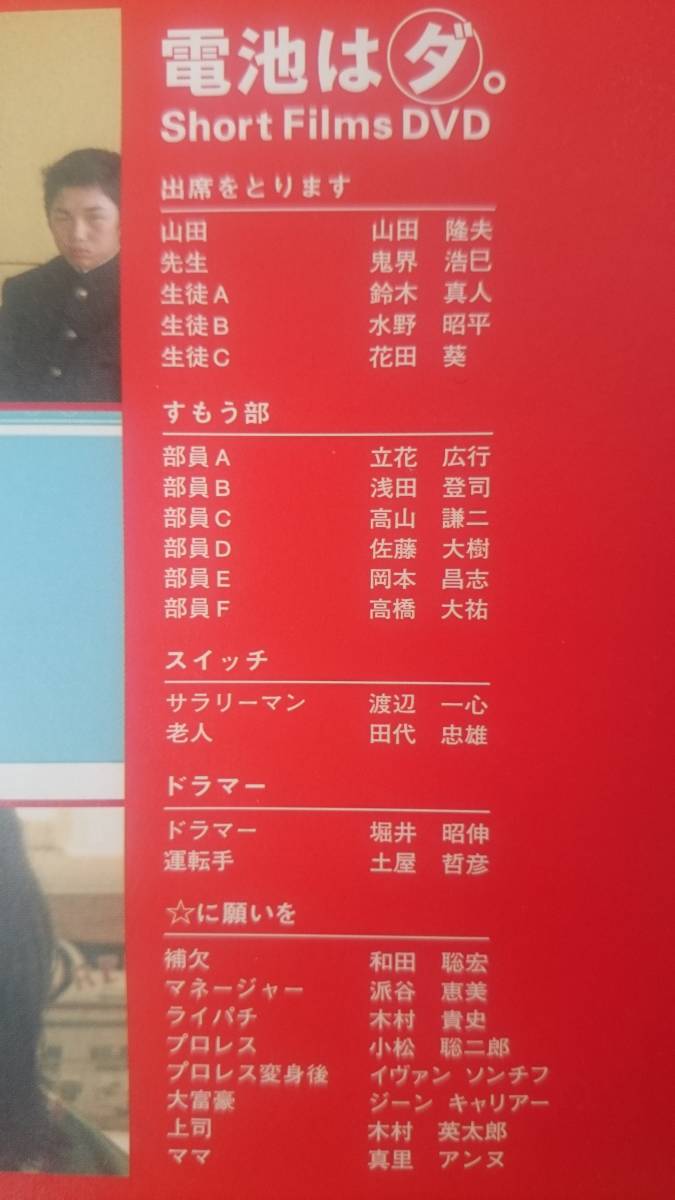 電池はダ。
Short Films DVD
出席をとります
山田 山田 隆夫
先生 鬼界 浩巳
生徒A 鈴木 真人
生徒B 水野 昭平
生徒C 花田 葵
すもう部
部員A 立花 広行
部員B 浅田 登司
部員C 高山 謙二
部員D 佐藤 大樹
部員E 岡本 昌志
部員F 高橋 大祐
スイッチ
サラリーマン 渡辺 一心
老人 田代 忠雄
ドラマー
ドラマー 堀井 昭伸
運転手 土屋 哲彦
☆に願いを
補欠 和田 聡宏
マネージャー 派谷 恵美
ライパチ 木村 貴史
プロレス 小松 聡二郎
プロレス変身後 イヴァン ソンチフ
大富豪 ジーン キャリアー
上司 木村 英太郎
ママ 真里 アンヌ